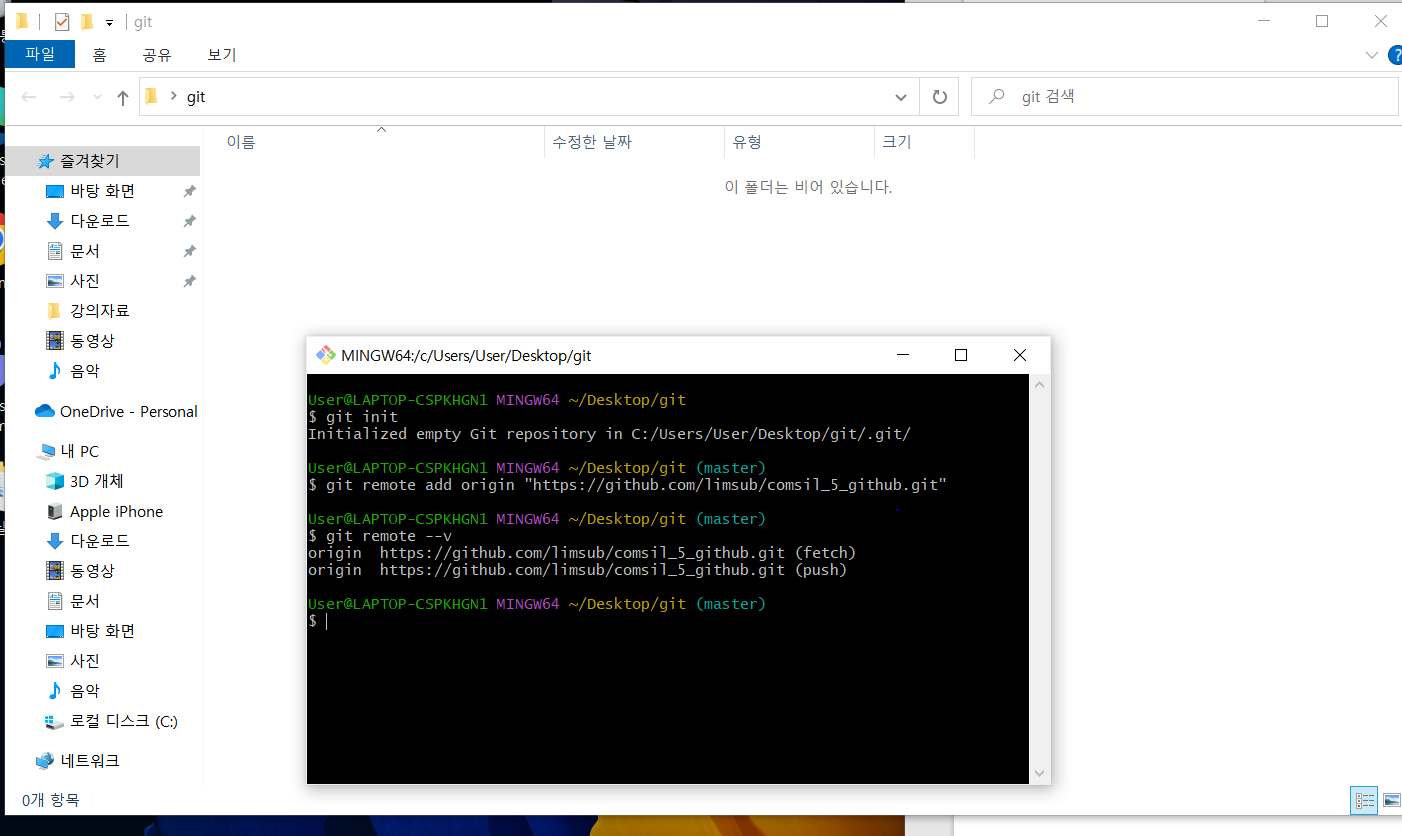 git
파일 홈 공유 보기
git
git 검색
이름 수정한 날짜 유형 크기
이 폴더는 비어 있습니다.
즐겨찾기
바탕 화면
다운로드
문서
사진
강의자료
동영상
음악
OneDrive - Personal
내 PC
3D 개체
Apple iPhone
다운로드
동영상
문서
바탕 화면
사진
음악
로컬 디스크 (C:)
네트워크
0개 항목
MINGW64:/c/Users/User/Desktop/git
User@LAPTOP-CSPKHGN1 MINGW64 ~/Desktop/git
$ git init
Initialized empty Git repository in C:/Users/User/Desktop/git/.git/
User@LAPTOP-CSPKHGN1 MINGW64 ~/Desktop/git (master)
$ git remote add origin "https://github.com/limsub/comsil_5_github.git"
User@LAPTOP-CSPKHGN1 MINGW64 ~/Desktop/git (master)
$ git remote --v
origin  https://github.com/limsub/comsil_5_github.git (fetch)
origin  https://github.com/limsub/comsil_5_github.git (push)
User@LAPTOP-CSPKHGN1 MINGW64 ~/Desktop/git (master)
$